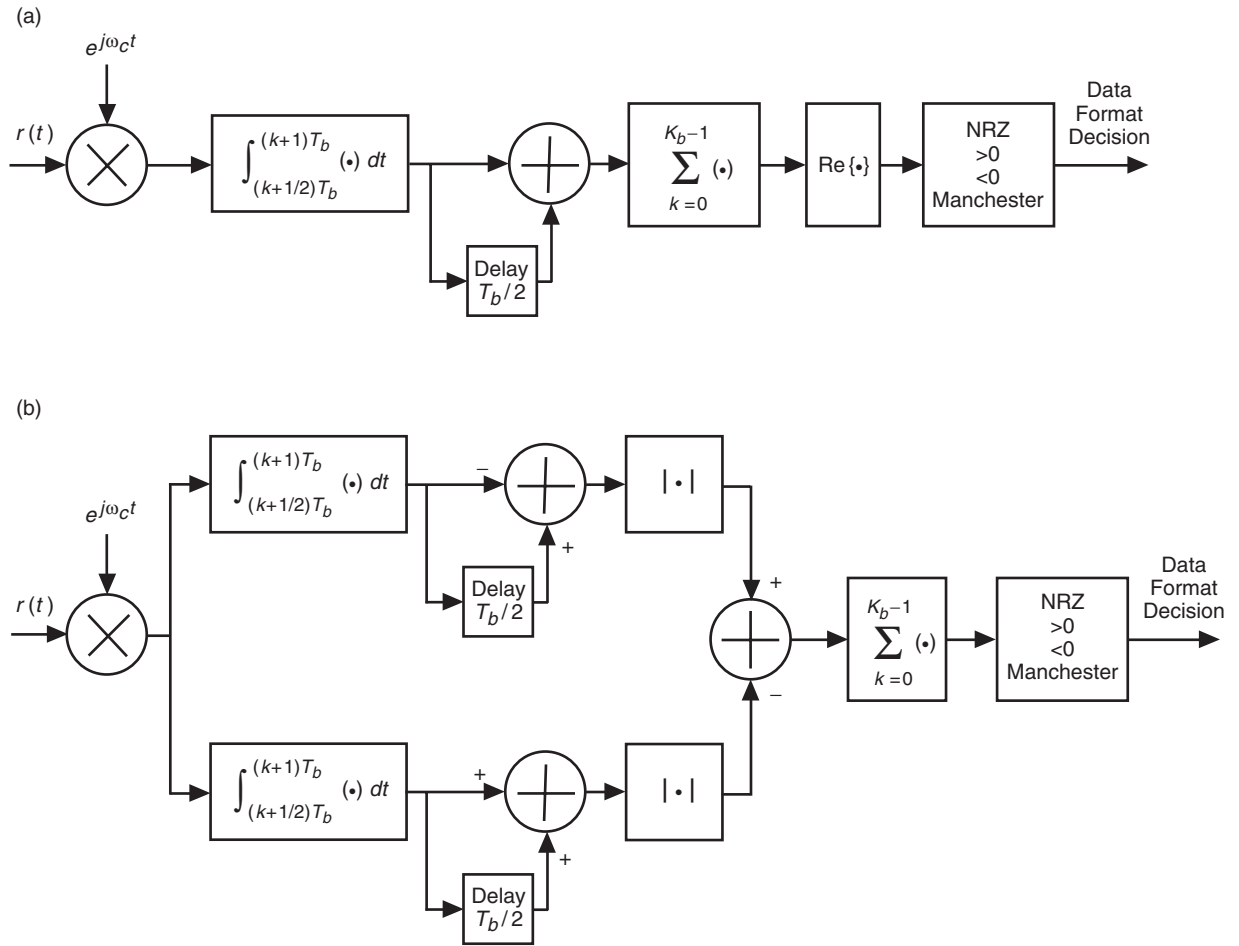 (a)
e^{jω_c t}
r(t)
∫_{(k+1/2)T_b}^{(k+1)T_b} (•) dt
Delay
T_b/2
K_b−1
∑ (•)
k=0
Re{•}
NRZ
>0
<0
Manchester
Data
Format
Decision
(b)
e^{jω_c t}
r(t)
∫_{(k+1/2)T_b}^{(k+1)T_b} (•) dt
−
+
Delay
T_b/2
|•|
+
−
∫_{(k+1/2)T_b}^{(k+1)T_b} (•) dt
+
+
Delay
T_b/2
|•|
K_b−1
∑ (•)
k=0
NRZ
>0
<0
Manchester
Data
Format
Decision